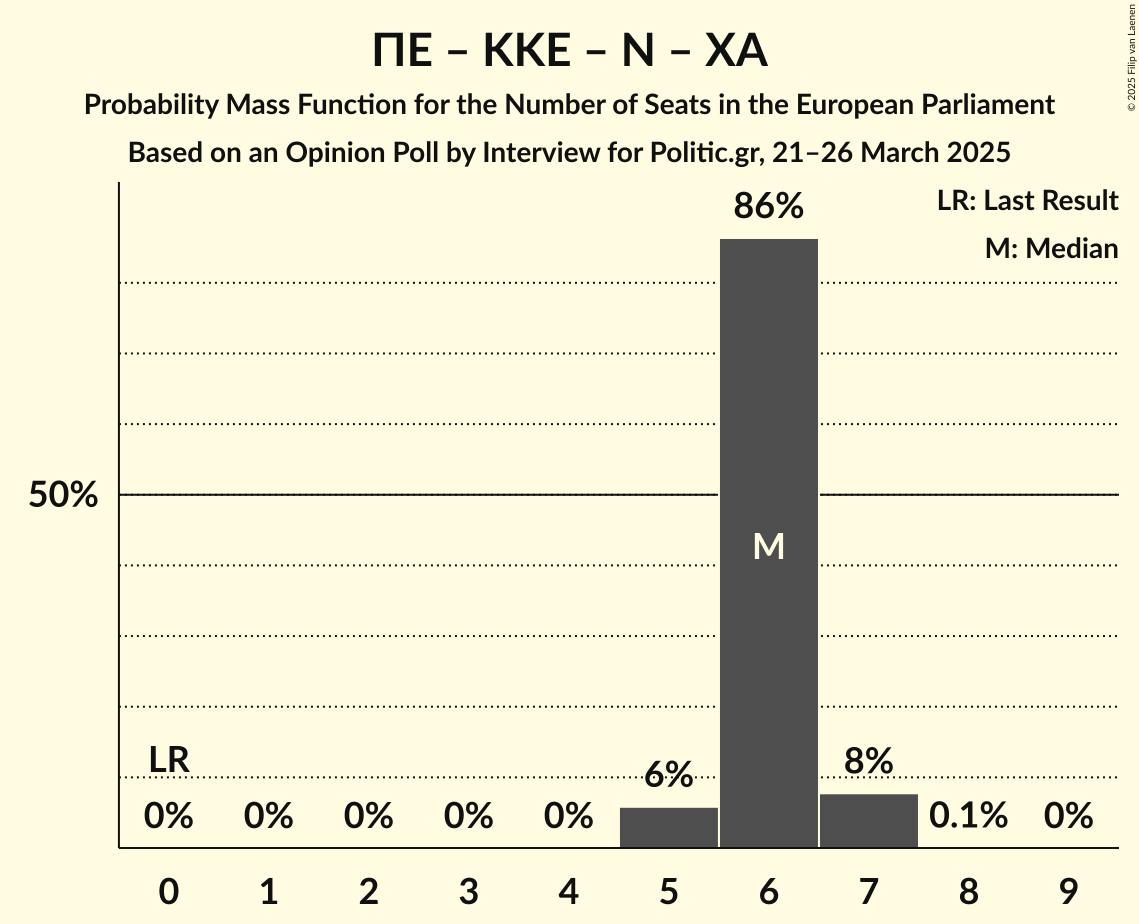 ΠΕ – ΚΚΕ – Ν – ΧΑ
Probability Mass Function for the Number of Seats in the European Parliament
Based on an Opinion Poll by Interview for Politic.gr, 21–26 March 2025
© 2025 Filip van Laenen
LR: Last Result
M: Median
86%
50%
M
LR
0% 0% 0% 0% 0% 6% 8% 0.1% 0%
0 1 2 3 4 5 6 7 8 9